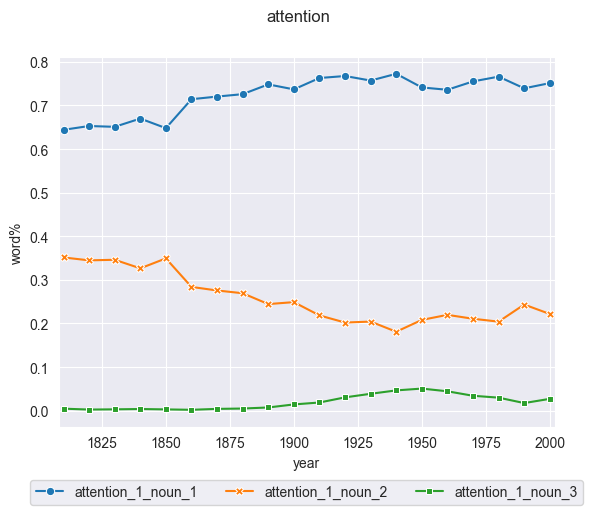 attention
0.8
0.7
0.6
0.5
0.4
0.3
0.2
0.1
0.0
word%
1825 1850 1875 1900 1925 1950 1975 2000
year
attention_1_noun_1 attention_1_noun_2 attention_1_noun_3